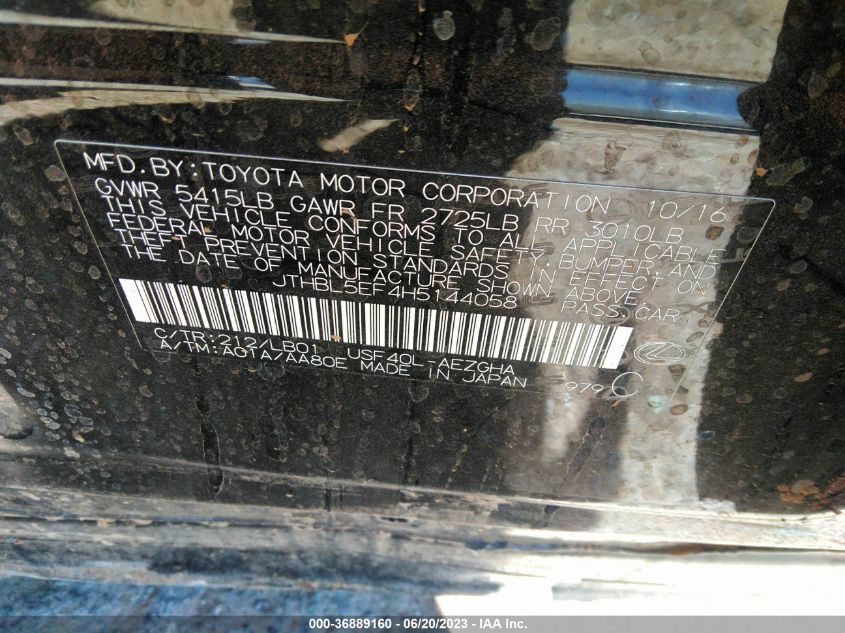 MFD.BY:TOYOTA MOTOR CORPORATION 10/16
GVWR 5415LB GAWR FR 2725LB RR 3010LB
THIS VEHICLE CONFORMS TO ALL APPLICABLE
FEDERAL MOTOR VEHICLE SAFETY,BUMPER,AND
THEFT PREVENTION STANDARDS IN EFFECT ON
THE DATE OF MANUFACTURE SHOWN ABOVE.
JTHBL5EF4H5144058 PASS.CAR
C/TR:212/LB01 USF40L-AEZGHA
A/TM:A01A/AA80E MADE IN JAPAN 979 C
000-36889160 - 06/20/2023 - IAA Inc.